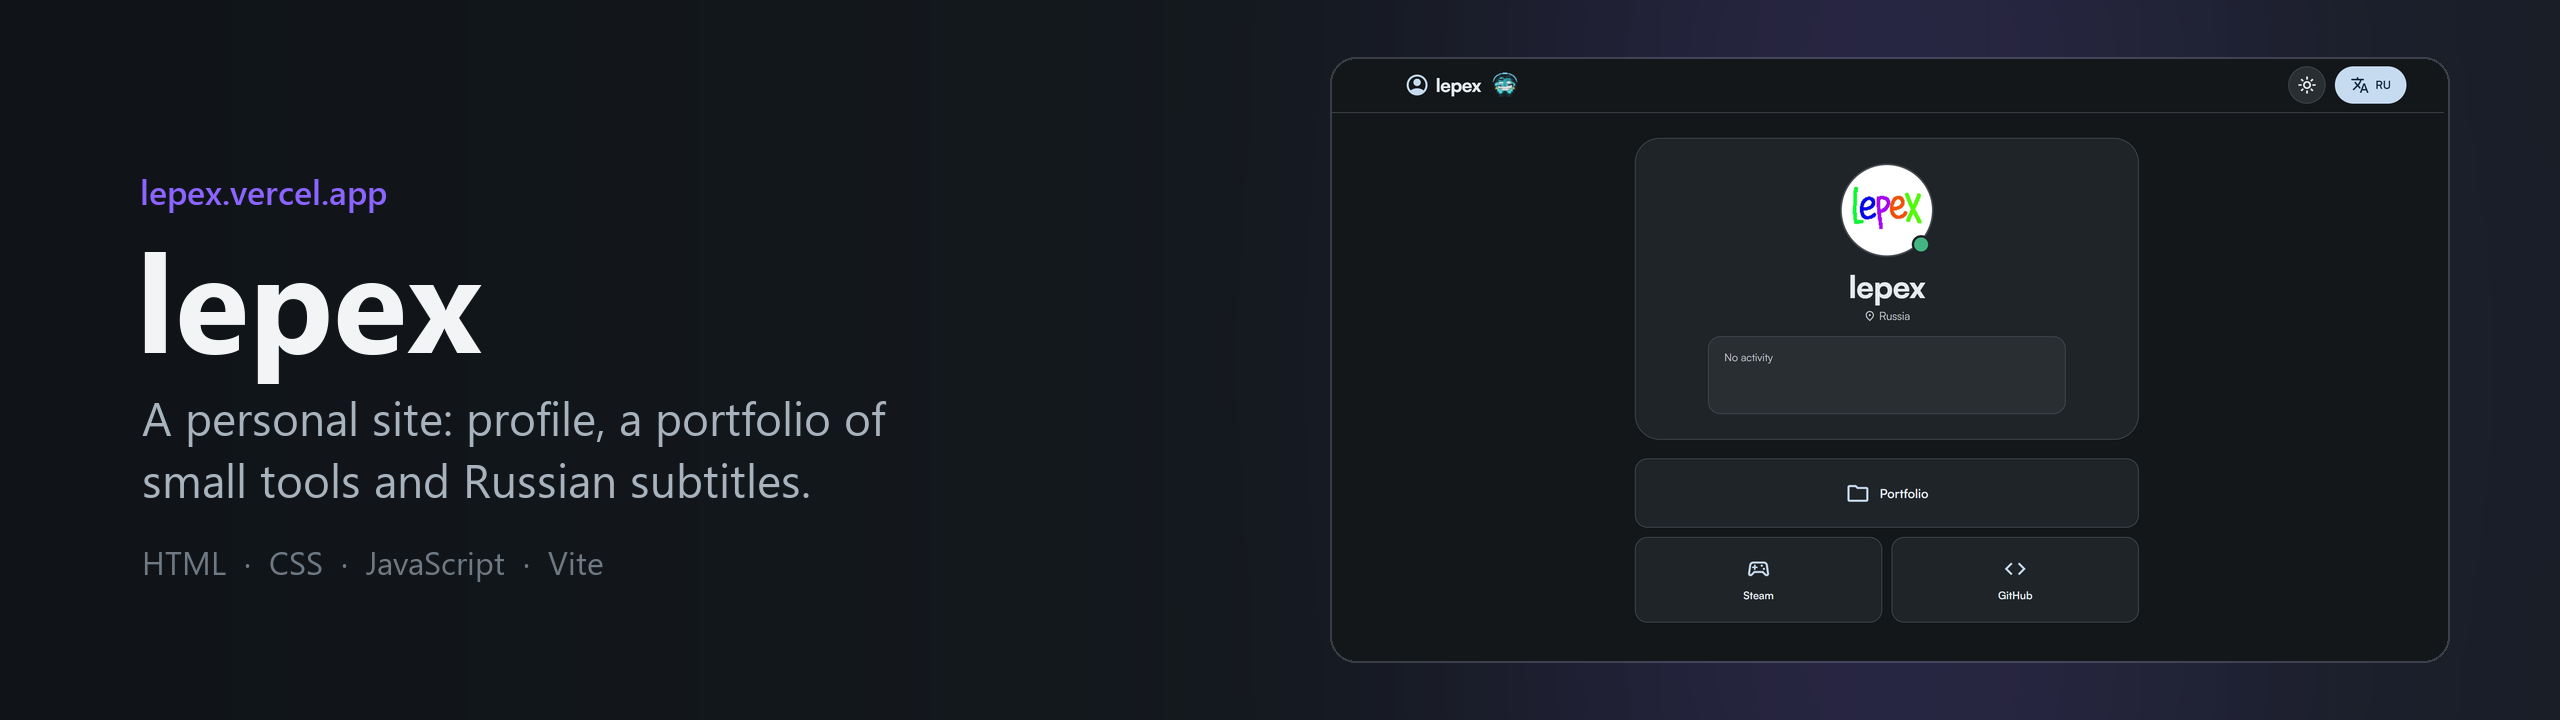 lepex.vercel.app
lepex
A personal site: profile, a portfolio of
small tools and Russian subtitles.
HTML · CSS · JavaScript · Vite
lepex
RU
Lepex
lepex
Russia
No activity
Portfolio
Steam
GitHub